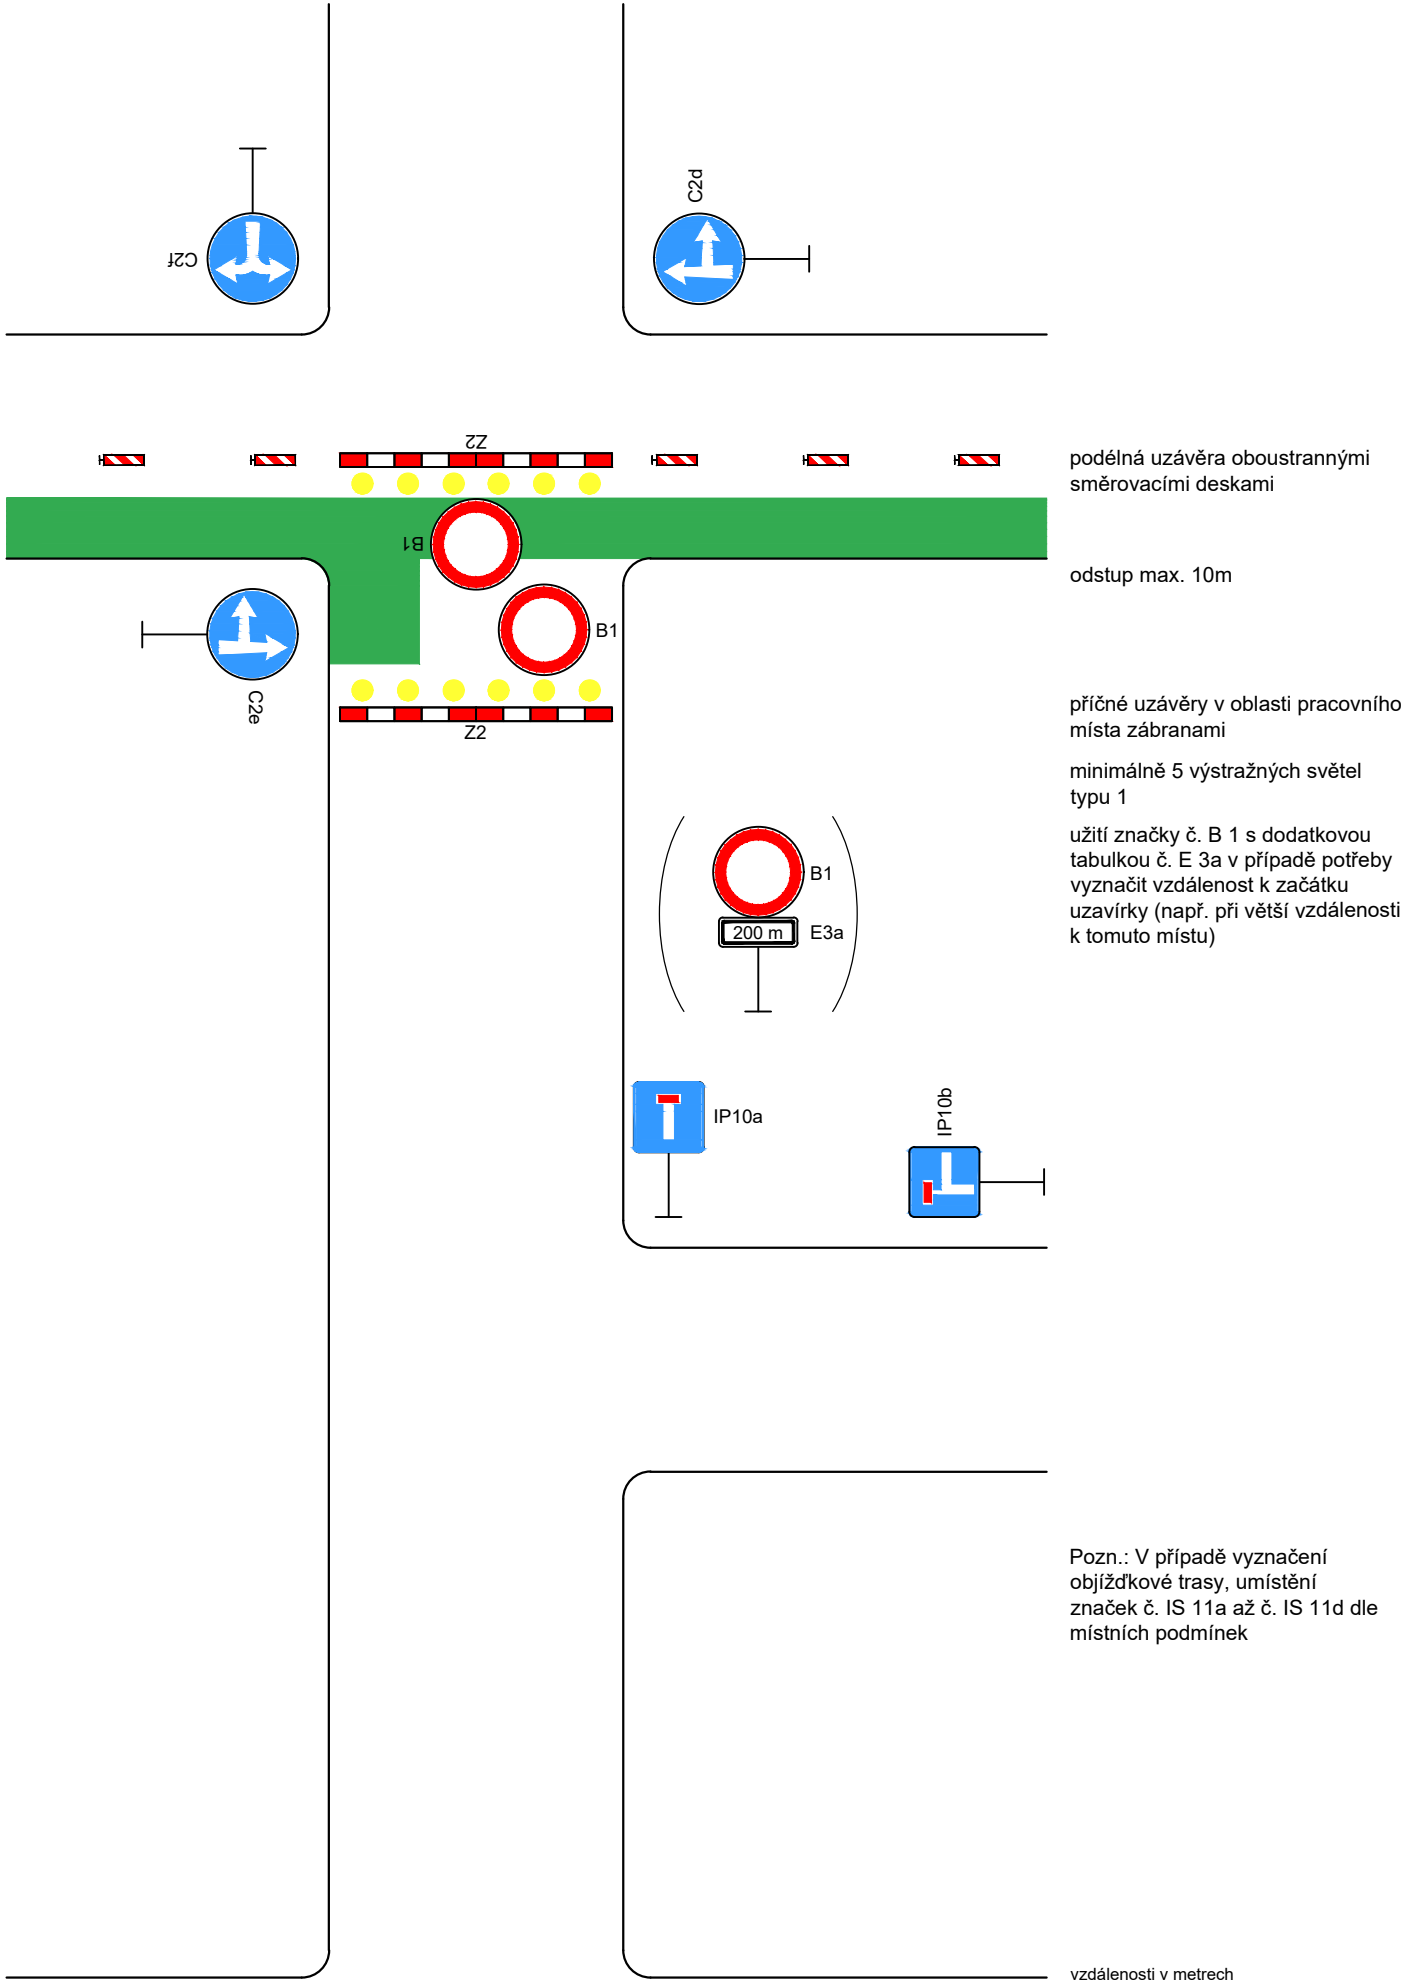 C2d
C2f
Z2
podélná uzávěra oboustrannými
směrovacími deskami
B1
odstup max. 10m
B1
C2e
příčné uzávěry v oblasti pracovního
místa zábranami
Z2
minimálně 5 výstražných světel
typu 1
užití značky č. B 1 s dodatkovou
tabulkou č. E 3a v případě potřeby
vyznačit vzdálenost k začátku
uzavírky (např. při větší vzdálenosti
k tomuto místu)
B1
200 m
E3a
IP10a
IP10b
Pozn.: V případě vyznačení
objížďkové trasy, umístění
značek č. IS 11a až č. IS 11d dle
místních podmínek
vzdálenosti v metrech